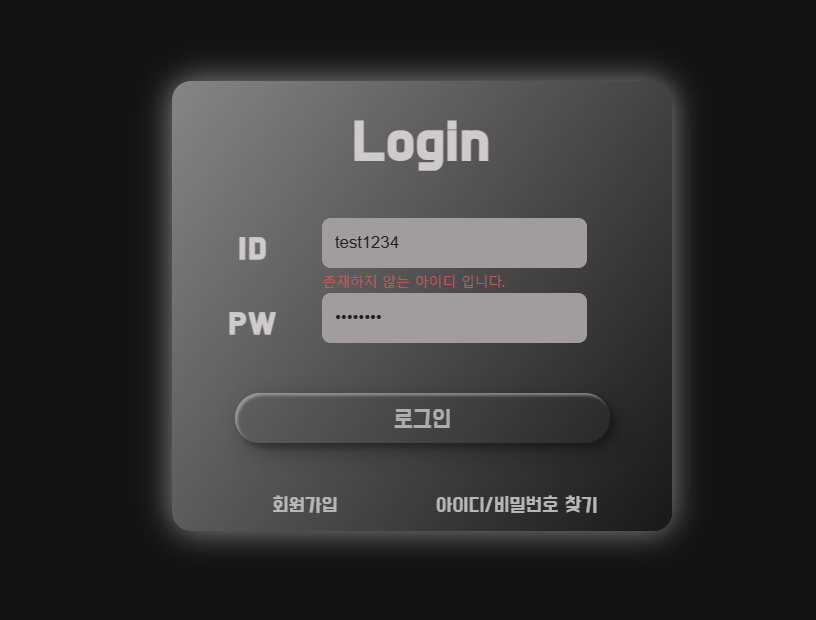 Login
ID
test1234
존재하지 않는 아이디 입니다.
PW
••••••••
로그인
회원가입 아이디/비밀번호 찾기